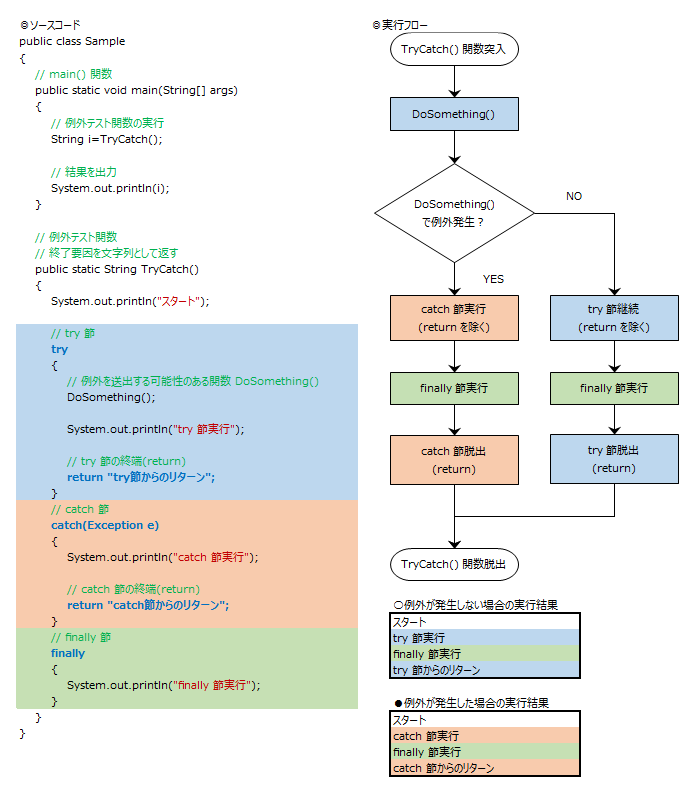 ◎ソースコード
public class Sample
{
// main() 関数
public static void main(String[] args)
{
// 例外テスト関数の実行
String i=TryCatch();
// 結果を出力
System.out.println(i);
}
// 例外テスト関数
// 終了要因を文字列として返す
public static String TryCatch()
{
System.out.println("スタート");
// try 節
try
{
// 例外を送出する可能性のある関数 DoSomething()
DoSomething();
System.out.println("try 節実行");
// try 節の終端(return)
return "try節からのリターン";
}
// catch 節
catch(Exception e)
{
System.out.println("catch 節実行");
// catch 節の終端(return)
return "catch節からのリターン";
}
// finally 節
finally
{
System.out.println("finally 節実行");
}
}
}
◎実行フロー
TryCatch() 関数突入
DoSomething()
DoSomething()
で例外発生？
NO
YES
catch 節実行
(return を除く)
try 節継続
(return を除く)
finally 節実行
finally 節実行
catch 節脱出
(return)
try 節脱出
(return)
TryCatch() 関数脱出
○例外が発生しない場合の実行結果
スタート
try 節実行
finally 節実行
try 節からのリターン
●例外が発生した場合の実行結果
スタート
catch 節実行
finally 節実行
catch 節からのリターン